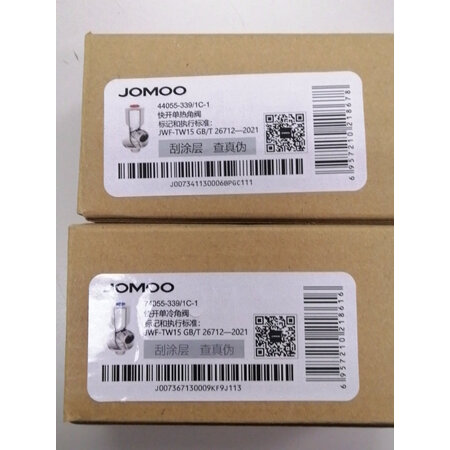 JOMOO
44055-339/1C-1
快开单热角阀
标记和执行标准：
JWF-TW15 GB/T 26712—2021
刮涂层 查真伪
J007341130006BPGC111
6957210218678
JOMOO
74055-339/1C-1
快开单冷角阀
标记和执行标准：
JWF-TW15 GB/T 26712—2021
刮涂层 查真伪
J007367130009KF9J113
6957210218616